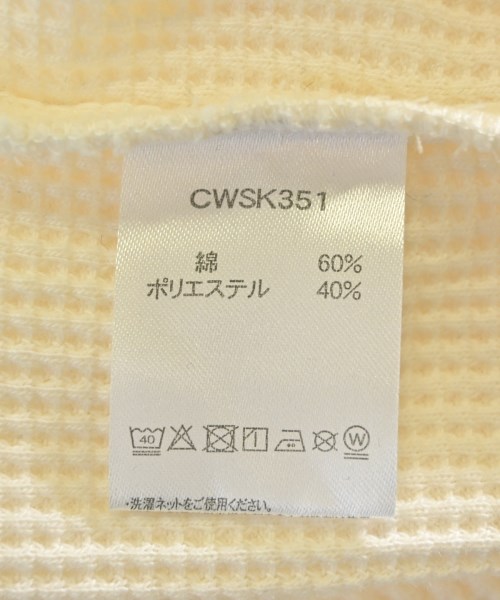 CWSK351
綿 60%
ポリエステル 40%
40 W
・洗濯ネットをご使用ください。